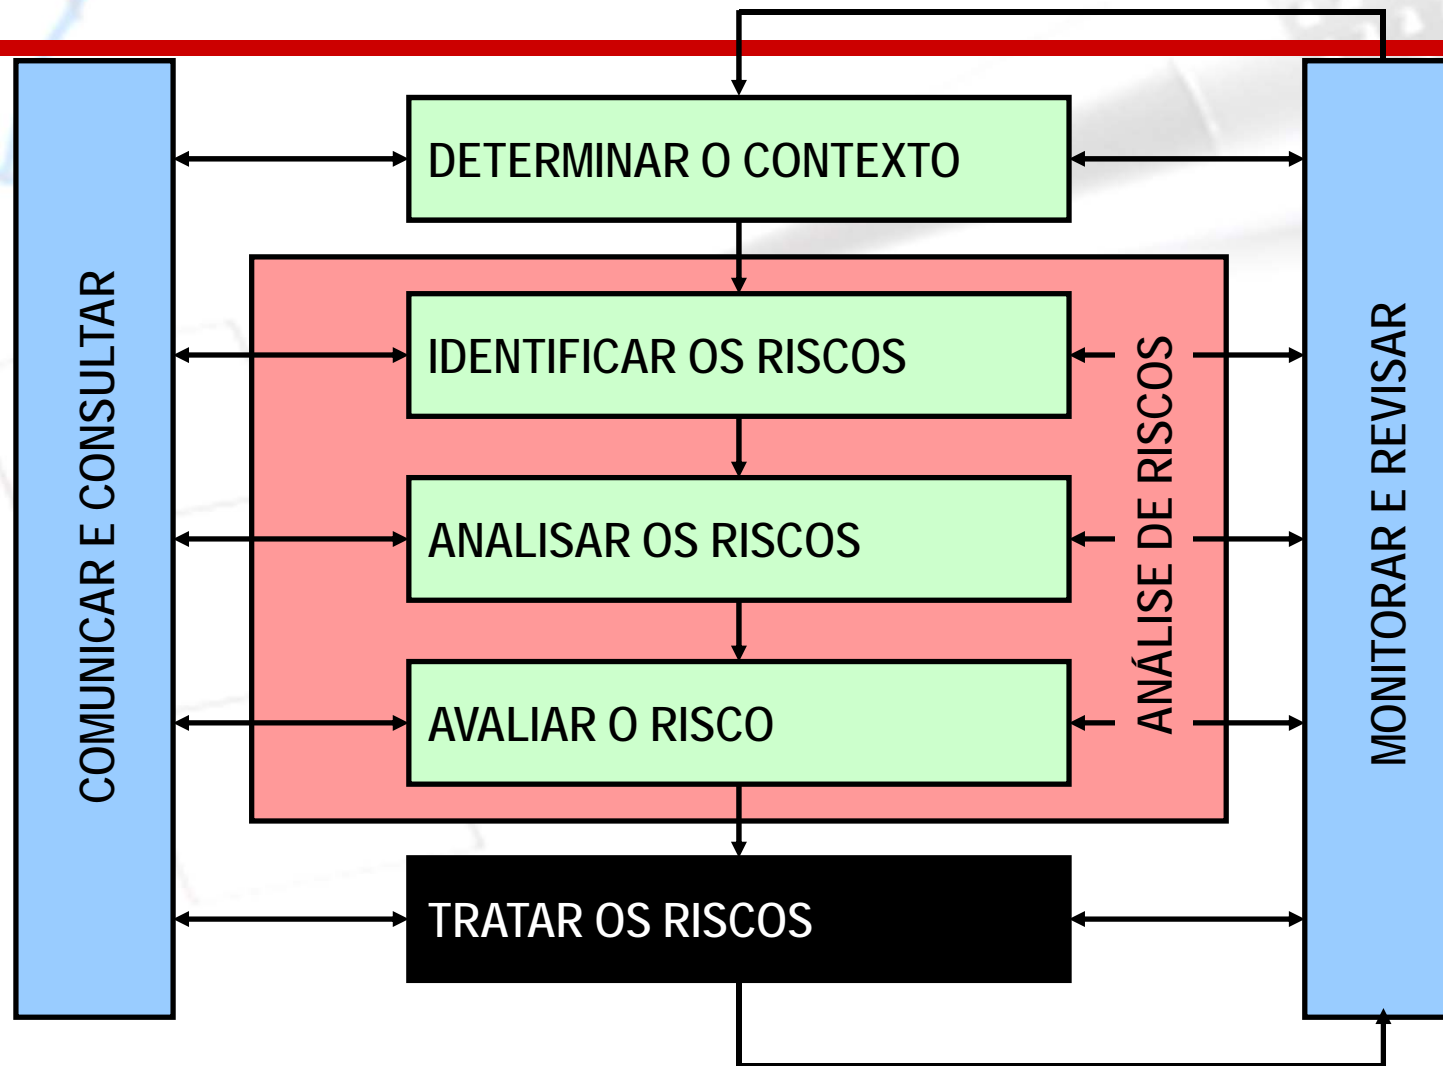 DETERMINAR O CONTEXTO
COMUNICAR E CONSULTAR
IDENTIFICAR OS RISCOS
ANALISAR OS RISCOS
AVALIAR O RISCO
ANÁLISE DE RISCOS
MONITORAR E REVISAR
TRATAR OS RISCOS